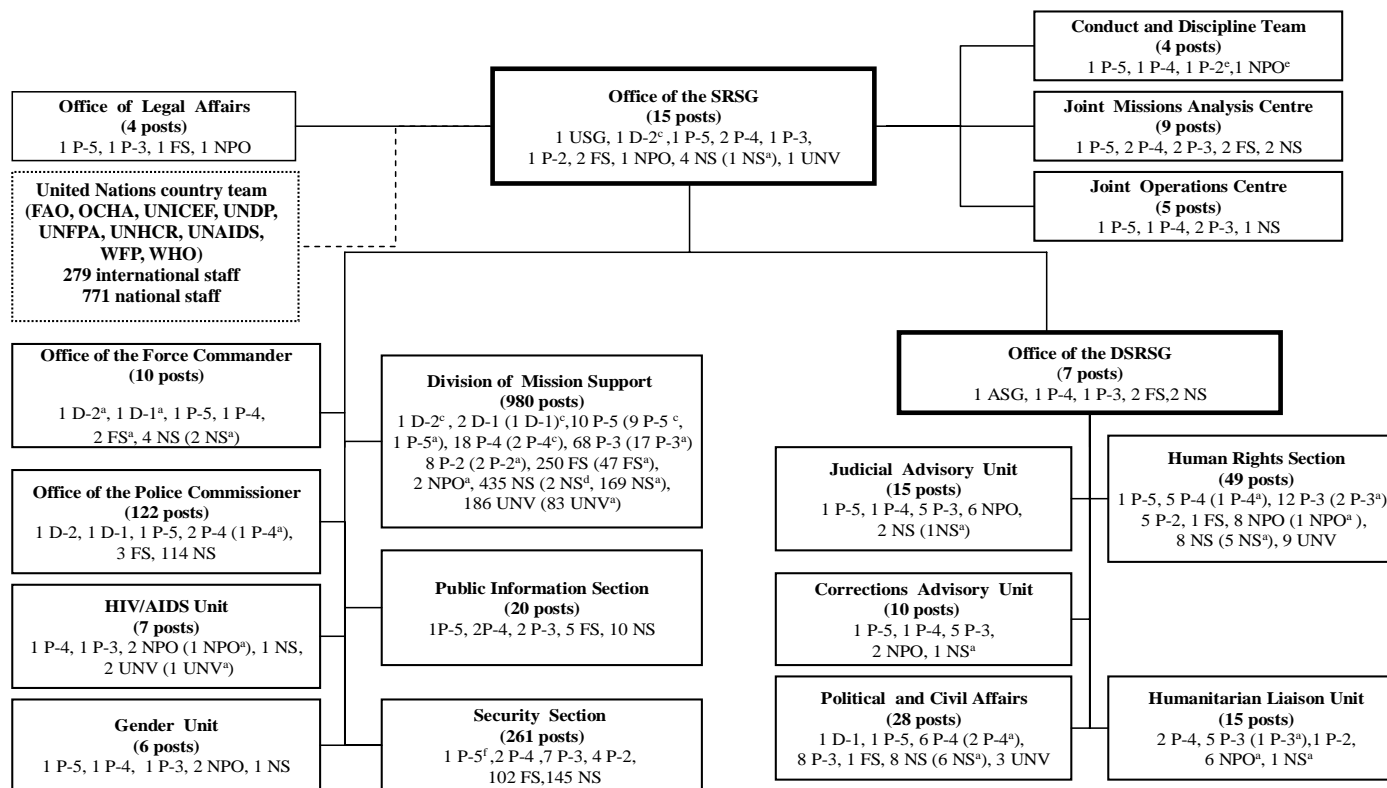 Conduct and Discipline Team
(4 posts)
1 P-5, 1 P-4, 1 P-2ᵉ,1 NPOᵉ
Office of the SRSG
(15 posts)
1 USG, 1 D-2ᶜ ,1 P-5, 2 P-4, 1 P-3,
1 P-2, 2 FS, 1 NPO, 4 NS (1 NSᵃ), 1 UNV
Office of Legal Affairs
(4 posts)
1 P-5, 1 P-3, 1 FS, 1 NPO
Joint Missions Analysis Centre
(9 posts)
1 P-5, 2 P-4, 2 P-3, 2 FS, 2 NS
United Nations country team
(FAO, OCHA, UNICEF, UNDP,
UNFPA, UNHCR, UNAIDS,
WFP, WHO)
279 international staff
771 national staff
Joint Operations Centre
(5 posts)
1 P-5, 1 P-4, 2 P-3, 1 NS
Office of the Force Commander
(10 posts)
1 D-2ᵃ, 1 D-1ᵃ, 1 P-5, 1 P-4,
2 FSᵃ, 4 NS (2 NSᵃ)
Division of Mission Support
(980 posts)
1 D-2ᶜ , 2 D-1 (1 D-1)ᶜ,10 P-5 (9 P-5 ᶜ,
1 P-5ᵃ), 18 P-4 (2 P-4ᶜ), 68 P-3 (17 P-3ᵃ)
8 P-2 (2 P-2ᵃ), 250 FS (47 FSᵃ),
2 NPOᵃ, 435 NS (2 NSᵈ, 169 NSᵃ),
186 UNV (83 UNVᵃ)
Office of the DSRSG
(7 posts)
1 ASG, 1 P-4, 1 P-3, 2 FS,2 NS
Office of the Police Commissioner
(122 posts)
1 D-2, 1 D-1, 1 P-5, 2 P-4 (1 P-4ᵃ),
3 FS, 114 NS
Judicial Advisory Unit
(15 posts)
1 P-5, 1 P-4, 5 P-3, 6 NPO,
2 NS (1NSᵃ)
Human Rights Section
(49 posts)
1 P-5, 5 P-4 (1 P-4ᵃ), 12 P-3 (2 P-3ᵃ)
5 P-2, 1 FS, 8 NPO (1 NPOᵃ ),
8 NS (5 NSᵃ), 9 UNV
HIV/AIDS Unit
(7 posts)
1 P-4, 1 P-3, 2 NPO (1 NPOᵃ), 1 NS,
2 UNV (1 UNVᵃ)
Public Information Section
(20 posts)
1P-5, 2P-4, 2 P-3, 5 FS, 10 NS
Corrections Advisory Unit
(10 posts)
1 P-5, 1 P-4, 5 P-3,
2 NPO, 1 NSᵃ
Gender Unit
(6 posts)
1 P-5, 1 P-4, 1 P-3, 2 NPO, 1 NS
Security Section
(261 posts)
1 P-5ᶠ,2 P-4 ,7 P-3, 4 P-2,
102 FS,145 NS
Political and Civil Affairs
(28 posts)
1 D-1, 1 P-5, 6 P-4 (2 P-4ᵃ),
8 P-3, 1 FS, 8 NS (6 NSᵃ), 3 UNV
Humanitarian Liaison Unit
(15 posts)
2 P-4, 5 P-3 (1 P-3ᵃ),1 P-2,
6 NPOᵃ, 1 NSᵃ